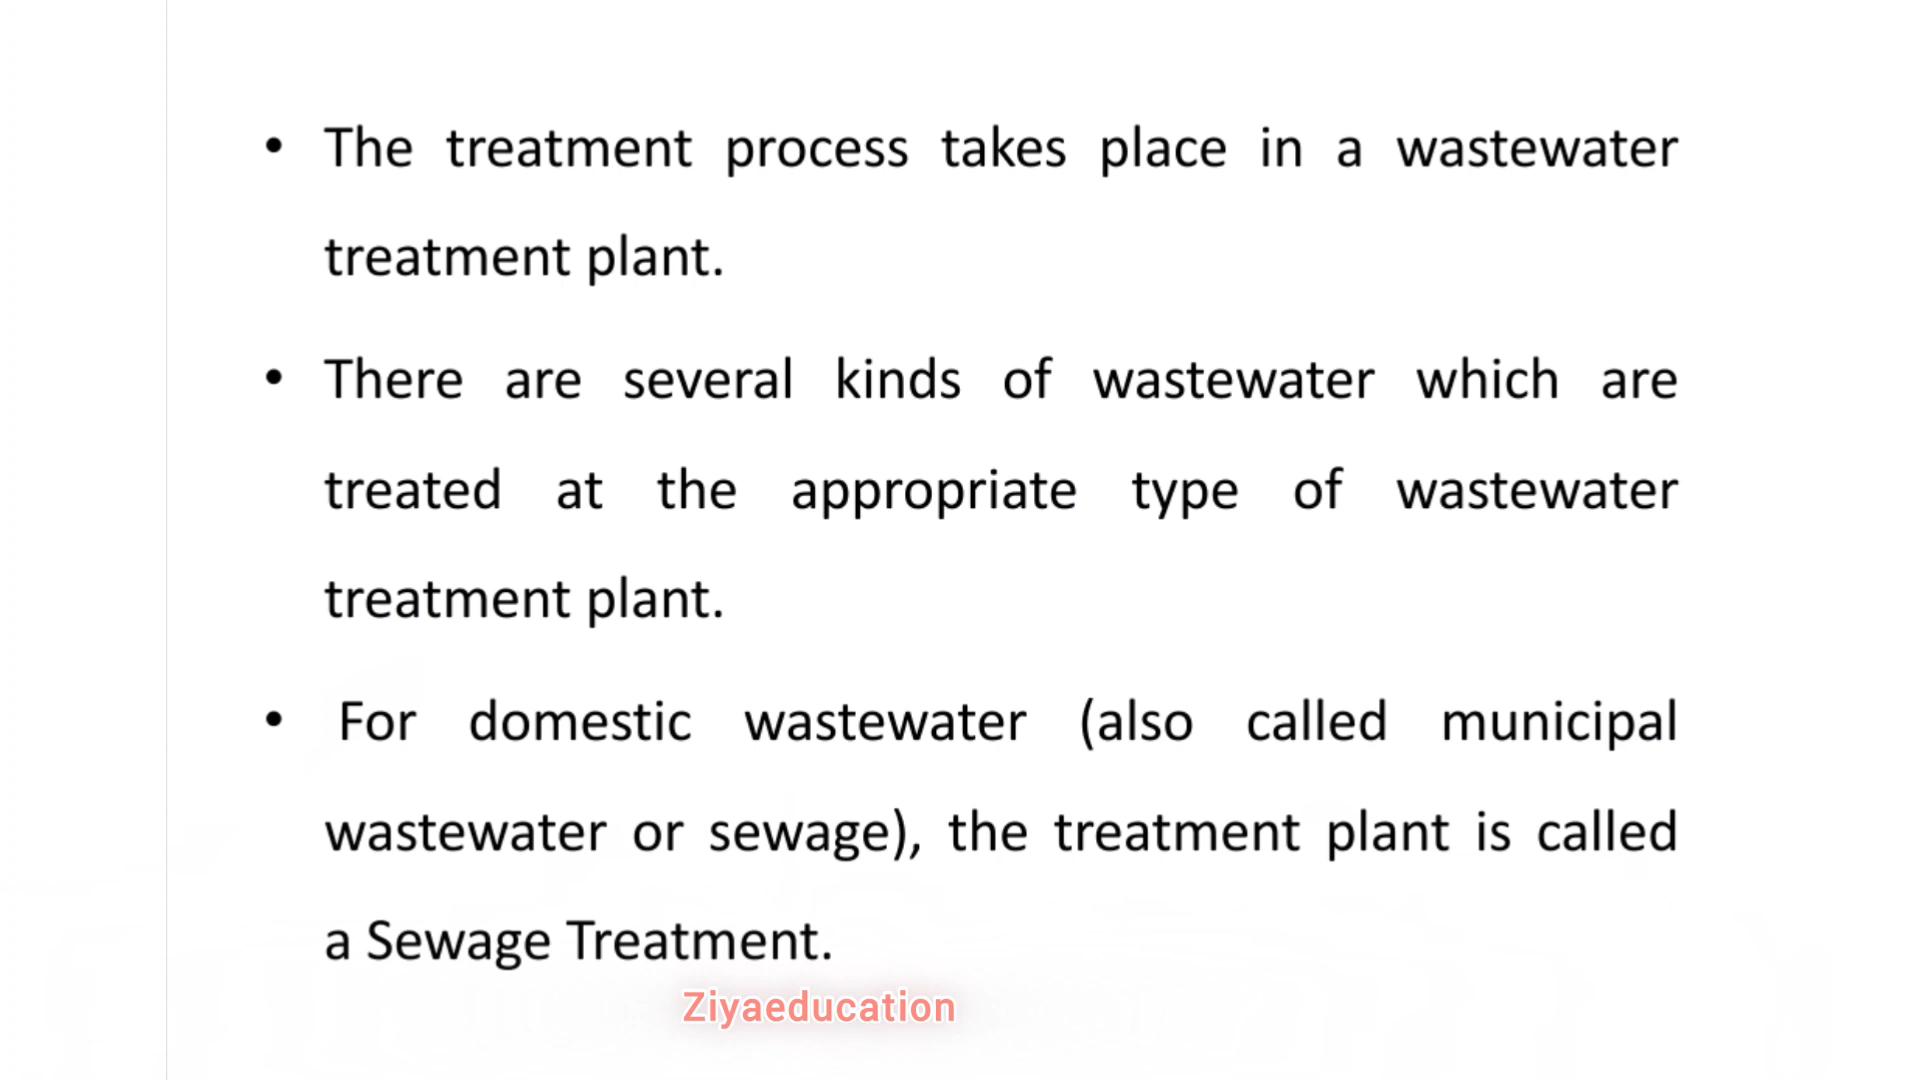 • The treatment process takes place in a wastewater
treatment plant.
• There are several kinds of wastewater which are
treated at the appropriate type of wastewater
treatment plant.
• For domestic wastewater (also called municipal
wastewater or sewage), the treatment plant is called
a Sewage Treatment.
Ziyaeducation